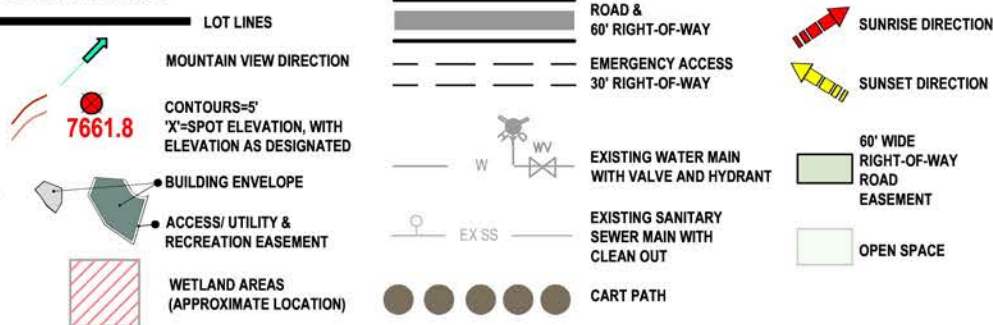 LOT LINES
MOUNTAIN VIEW DIRECTION
7661.8
CONTOURS=5'
'X'=SPOT ELEVATION, WITH
ELEVATION AS DESIGNATED
BUILDING ENVELOPE
ACCESS/ UTILITY &
RECREATION EASEMENT
WETLAND AREAS
(APPROXIMATE LOCATION)
ROAD &
60' RIGHT-OF-WAY
EMERGENCY ACCESS
30' RIGHT-OF-WAY
W
WV
EXISTING WATER MAIN
WITH VALVE AND HYDRANT
EX SS
EXISTING SANITARY
SEWER MAIN WITH
CLEAN OUT
CART PATH
SUNRISE DIRECTION
SUNSET DIRECTION
60' WIDE
RIGHT-OF-WAY
ROAD
EASEMENT
OPEN SPACE